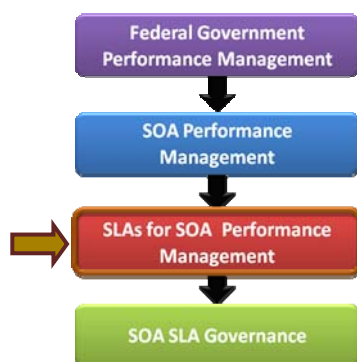 Federal Government
Performance Management
SOA Performance
Management
SLAs for SOA Performance
Management
SOA SLA Governance